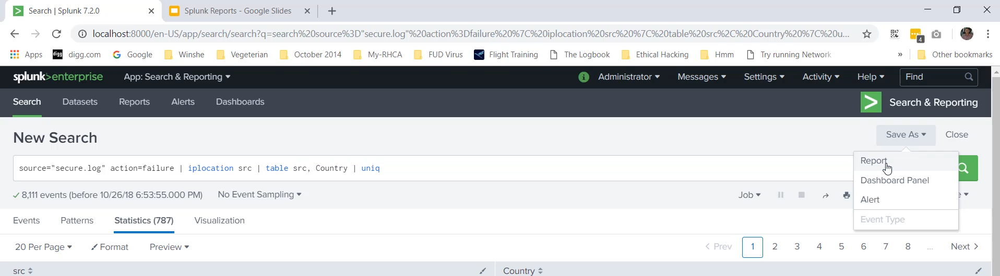 Search | Splunk 7.2.0
Splunk Reports - Google Slides
localhost:8000/en-US/app/search/search?q=search%20source%3D"secure.log"%20action%3Dfailure%20%7C%20iplocation%20src%20%7C%20table%20src%2C%20Country%20%7C%20u...
4
Apps digg digg.com Google Winshe Vegeterian October 2014 My-RHCA FUD Virus Flight Training The Logbook Ethical Hacking Hmm Try running Network » Other bookmarks
splunk>enterprise App: Search & Reporting i Administrator Messages Settings Activity Help Find
Search Datasets Reports Alerts Dashboards Search & Reporting
New Search
Save As Close
source="secure.log" action=failure | iplocation src | table src, Country | uniq
Report
Dashboard Panel
Alert
Event Type
8,111 events (before 10/26/18 6:53:55.000 PM) No Event Sampling Job e
Events Patterns Statistics (787) Visualization
20 Per Page Format Preview < Prev 1 2 3 4 5 6 7 8 ... Next >
src Country